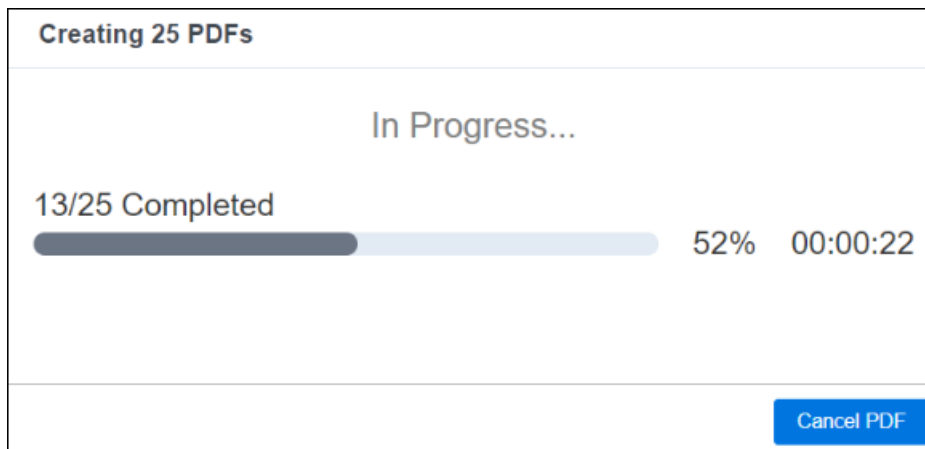 Creating 25 PDFs
In Progress...
13/25 Completed
52% 00:00:22
Cancel PDF